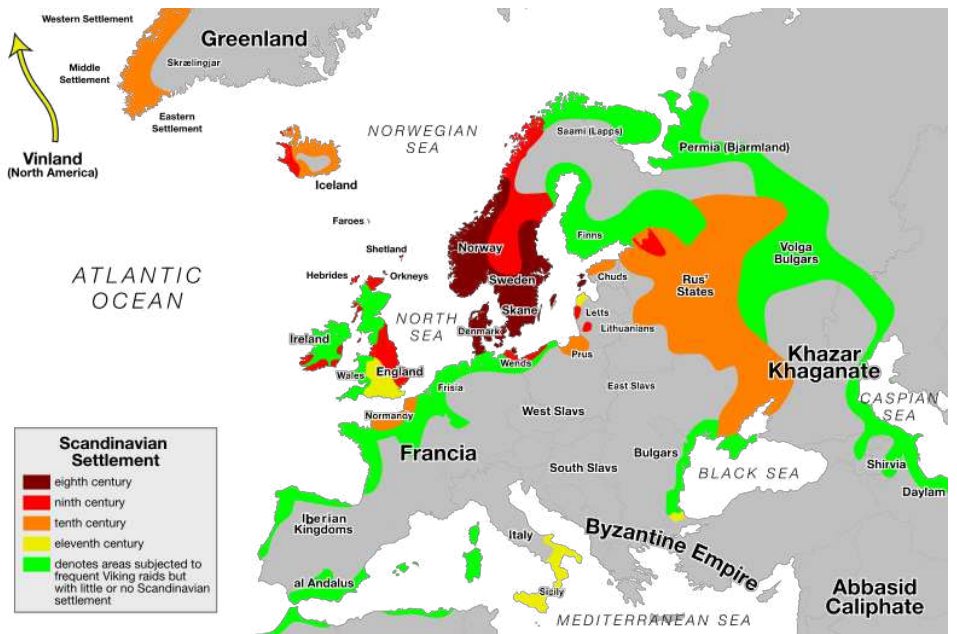 Western Settlement
Greenland
Skrælingjar
Middle
Settlement
Eastern
Settlement
Vinland
(North America)
NORWEGIAN
SEA
Saami (Lapps)
Permia (Bjarmland)
Iceland
Faroes
Shetland
Norway
Finns
Volga
Bulgars
ATLANTIC
OCEAN
Hebrides
Orkneys
Sweden
Chuds
Rus'
States
Skane
NORTH
SEA
Denmark
Letts
Lithuanians
Ireland
Prus
Wends
Khazar
Khaganate
Wales
England
Frisia
East Slavs
CASPIAN
SEA
Normandy
West Slavs
Francia
Bulgars
South Slavs
BLACK SEA
Shirvia
Daylam
Scandinavian
Settlement
eighth century
ninth century
tenth century
eleventh century
denotes areas subjected to
frequent Viking raids but
with little or no Scandinavian
settlement
Iberian
Kingdoms
Italy
Byzantine Empire
al Andalus
Sicily
Abbasid
Caliphate
MEDITERRANEAN SEA